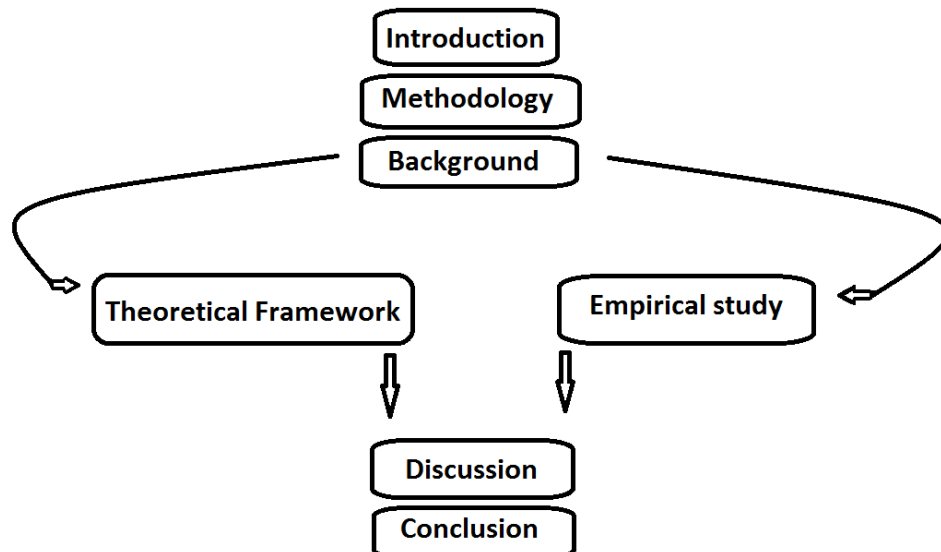 Introduction
Methodology
Background
Theoretical Framework
Empirical study
Discussion
Conclusion